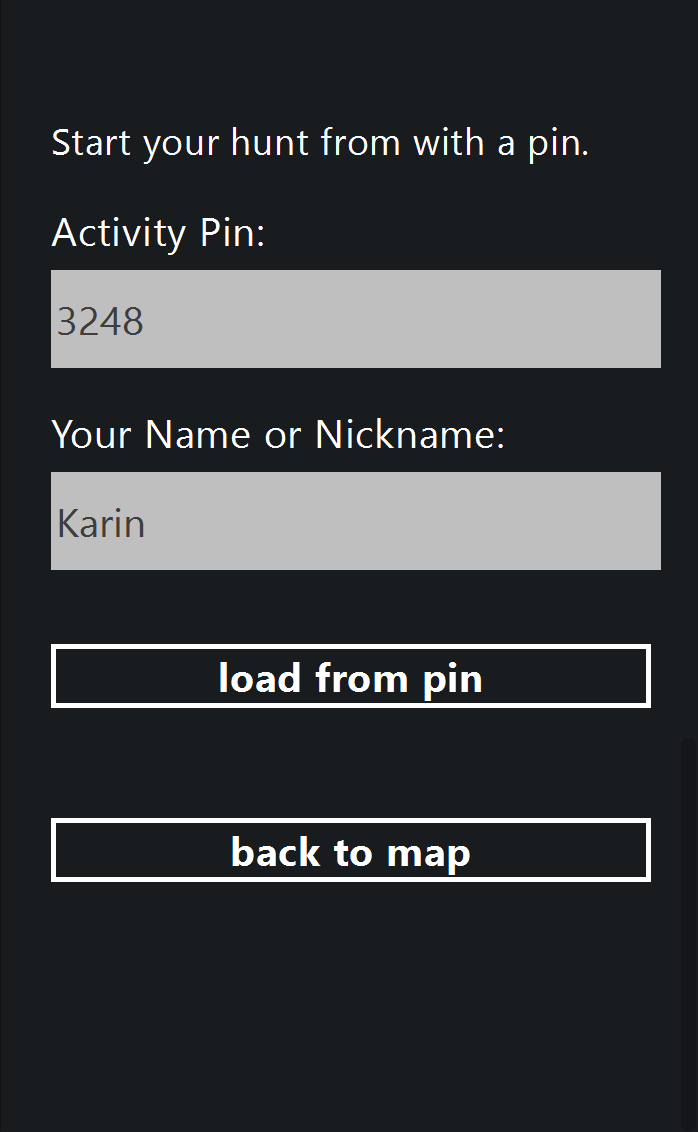 Start your hunt from with a pin.
Activity Pin:
3248
Your Name or Nickname:
Karin
load from pin
back to map